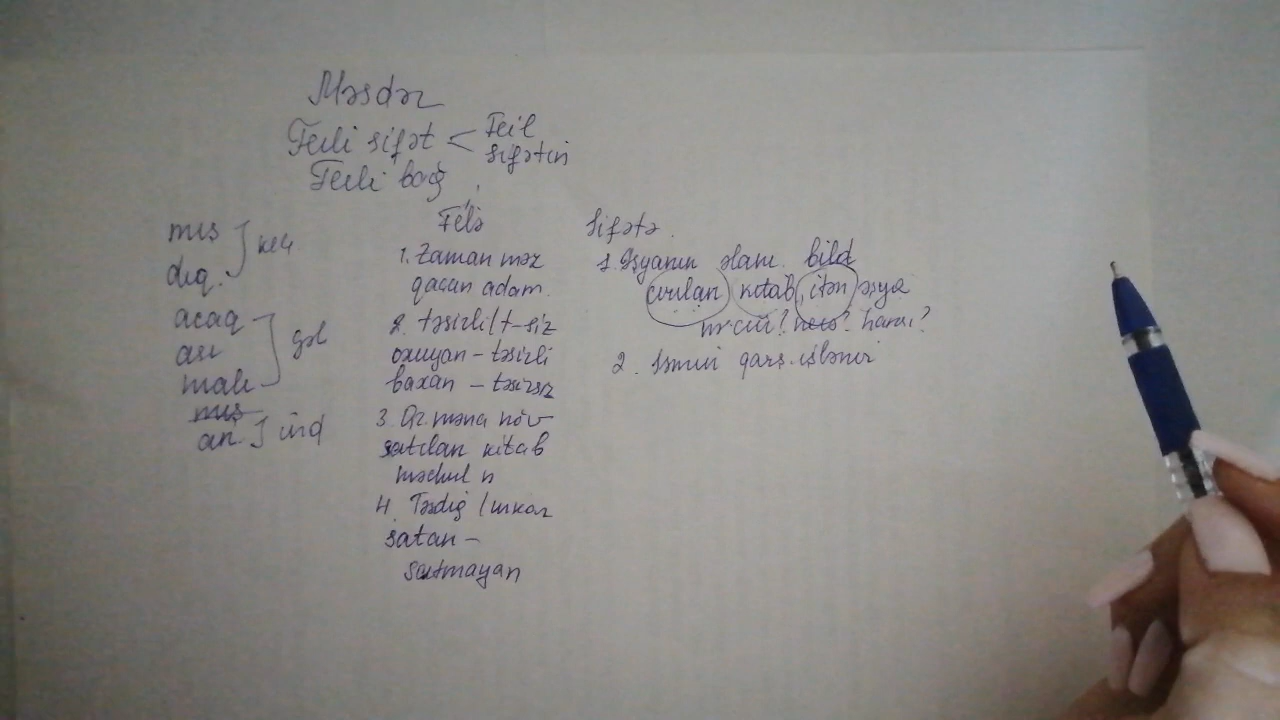 Məsdər
Feili sifət < Feil
sifətin
Feili bağ
mış
dıq.
keç
acaq
ası
malı
gəl
mış
an. ind
Felə
1. Zaman məz
qaçan adam.
2. təsirli/t-siz
oxuyan - təsirli
baxan - təsirsiz
3. Qr. məna növ
satılan kitab
məchul n
4. Təsdiq / inkar
satan -
satmayan
Sifətə.
1. Əşyanın əlam. bild
cırılan kitab, itən əşya
necə? hansı?
2. İsmin qarş. işlənir